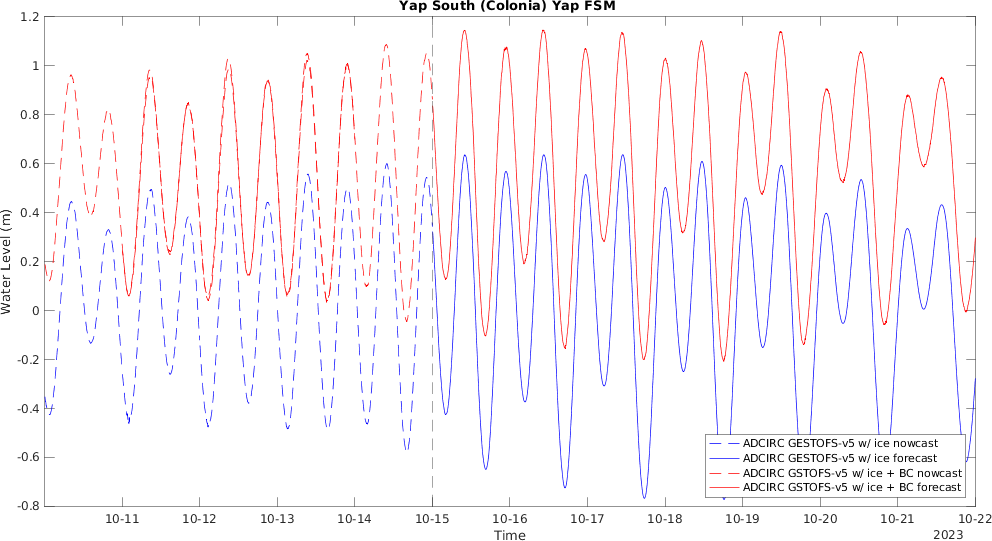 Yap South (Colonia) Yap FSM
Water Level (m)
1.2
1
0.8
0.6
0.4
0.2
0
-0.2
-0.4
-0.6
-0.8
ADCIRC GESTOFS-v5 w/ ice nowcast
ADCIRC GESTOFS-v5 w/ ice forecast
ADCIRC GSTOFS-v5 w/ ice + BC nowcast
ADCIRC GSTOFS-v5 w/ ice + BC forecast
10-11 10-12 10-13 10-14 10-15 10-16 10-17 10-18 10-19 10-20 10-21 10-22
Time
2023